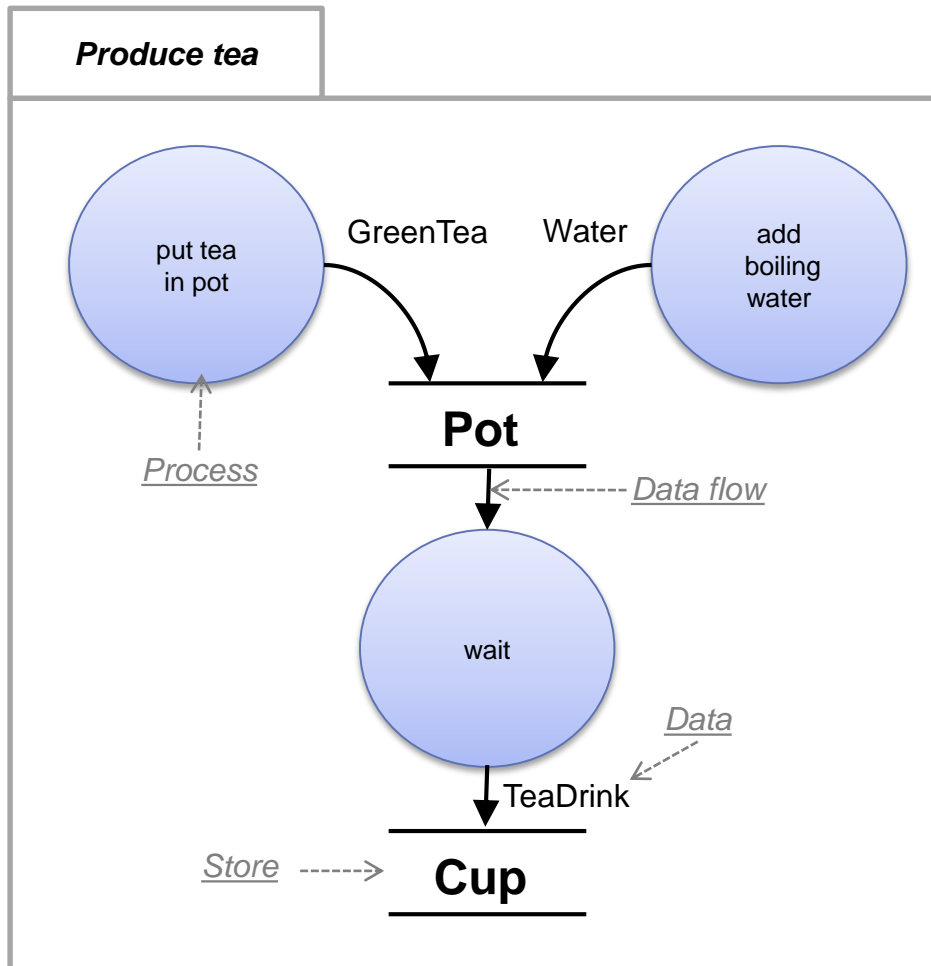 Produce tea
GreenTea
Water
put tea
in pot
add
boiling
water
Pot
Process
Data flow
wait
Data
TeaDrink
Store
Cup